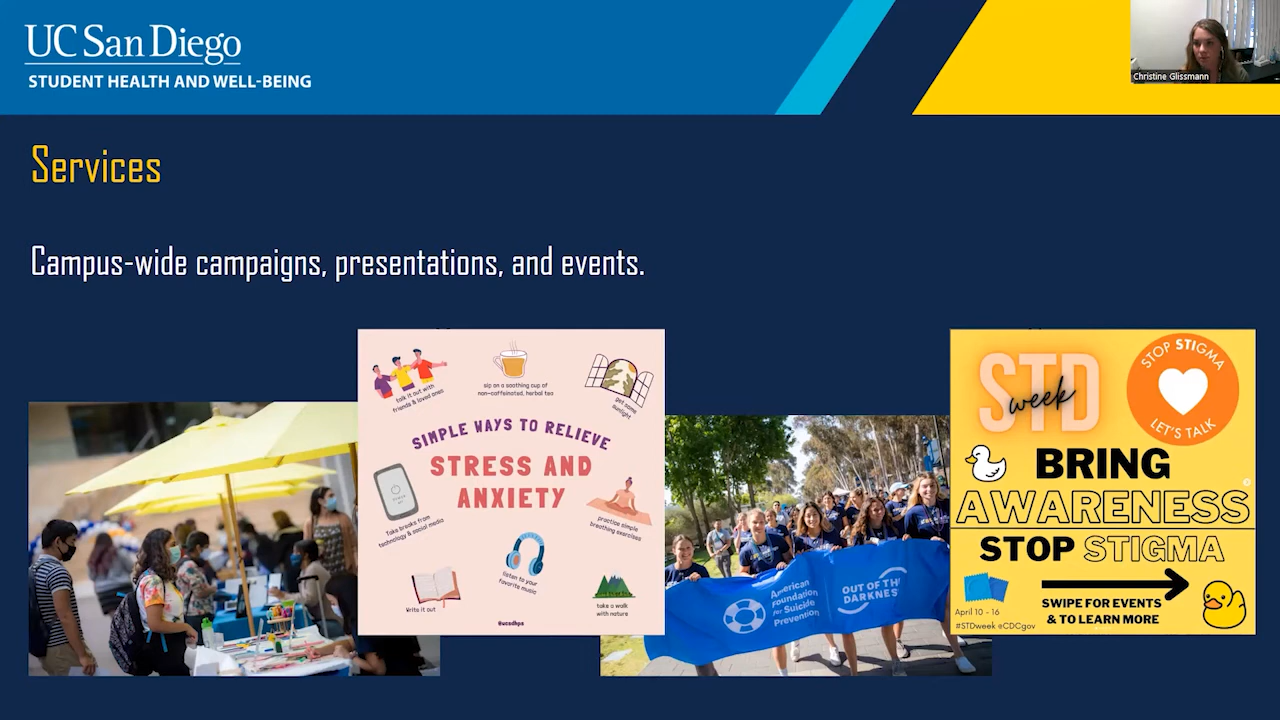 UC San Diego
STUDENT HEALTH AND WELL-BEING
Christine Glissmann
Services
Campus-wide campaigns, presentations, and events.
talk it out with
friends & loved ones
sip on a soothing cup of
non-caffeinated, herbal tea
get some
sunlight
SIMPLE WAYS TO RELIEVE
STRESS AND
ANXIETY
Take breaks from
technology & social media
practice simple
breathing exercises
listen to your
favorite music
Write it out
take a walk
with nature
@ucsdhps
American
Foundation
for Suicide
Prevention
OUT OF THE
DARKNESS
STD
week
STOP STIGMA
LET'S TALK
BRING
AWARENESS
STOP STIGMA
SWIPE FOR EVENTS
& TO LEARN MORE
April 10 - 16
#STDweek @CDCgov